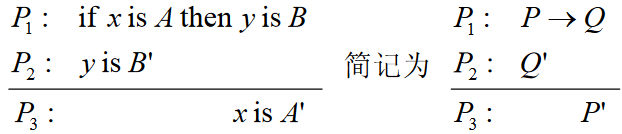 P₁： if x is A then y is B
P₂： y is B'
P₃： x is A'
简记为
P₁： P → Q
P₂： Q'
P₃： P'